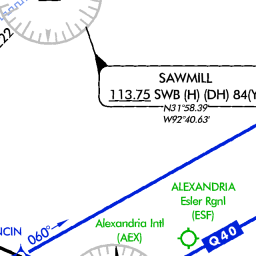 22
SAWMILL
113.75 SWB (H) (DH) 84(Y
N31°58.39
W92°40.63'
ALEXANDRIA
Esler Rgnl
(ESF)
Alexandria Intl
(AEX)
NCIN
060°
Q40